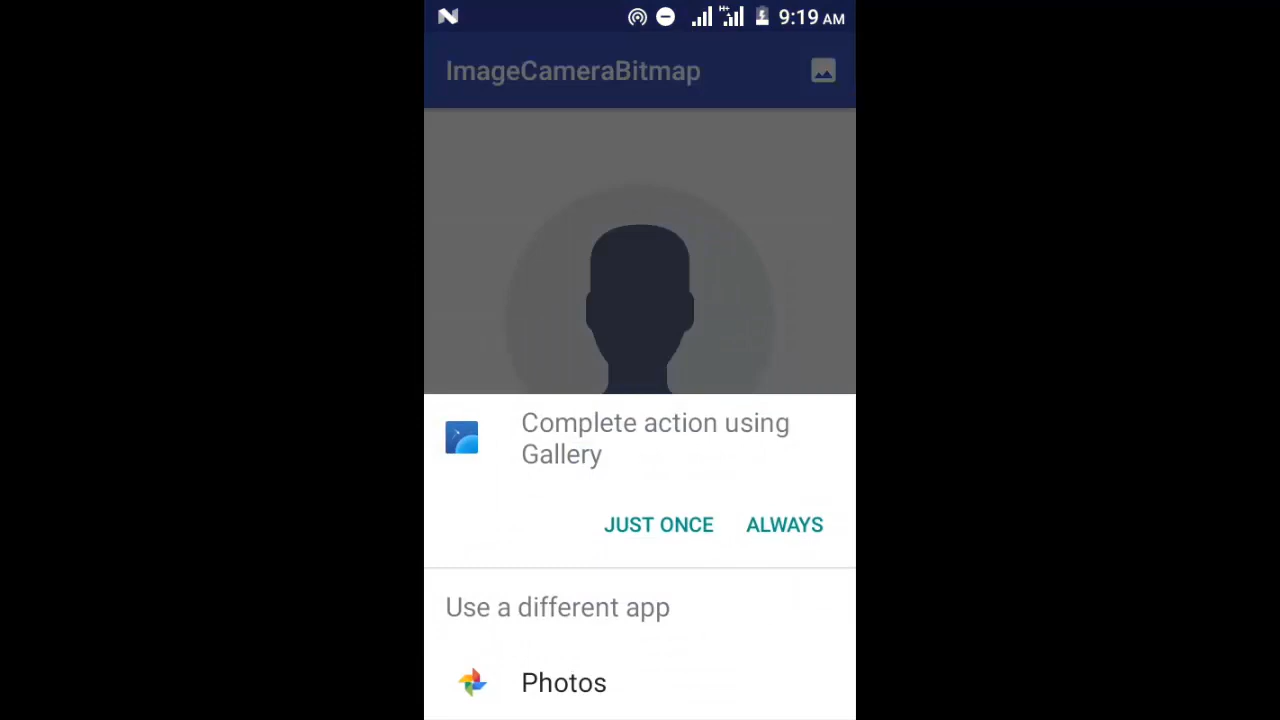 H+
9:19 AM
ImageCameraBitmap
Complete action using
Gallery
JUST ONCE ALWAYS
Use a different app
Photos